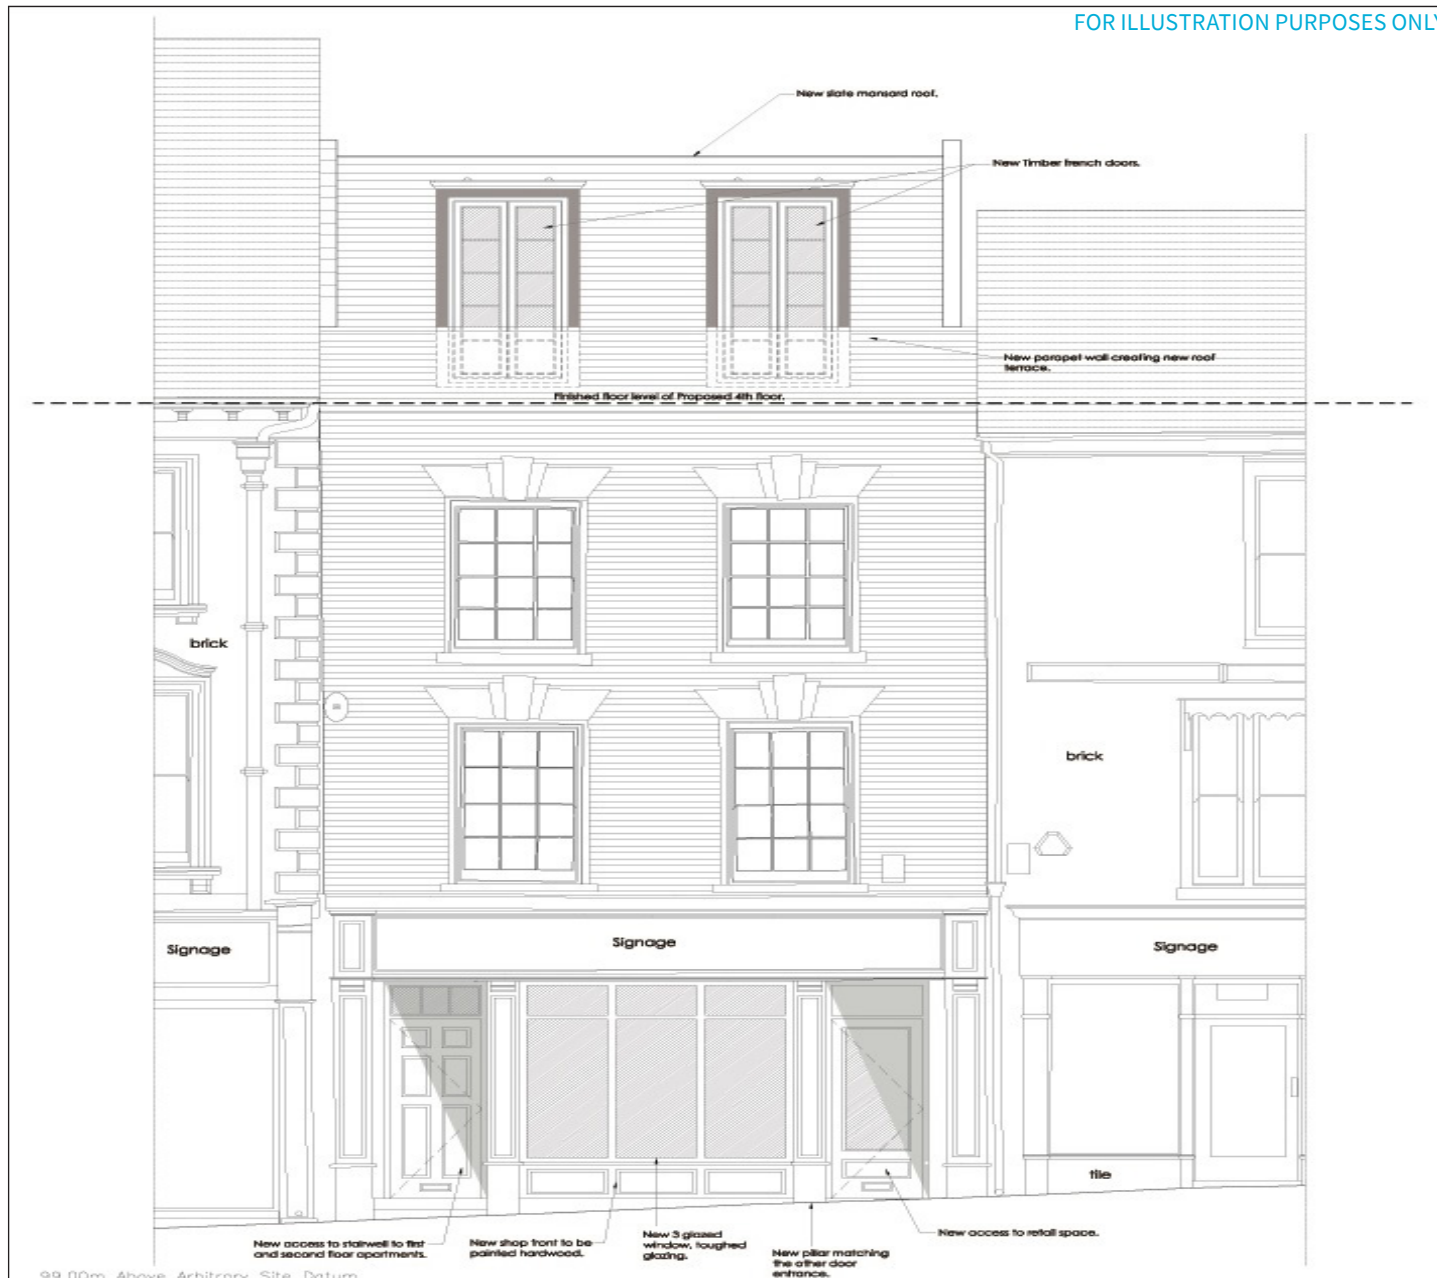 FOR ILLUSTRATION PURPOSES ONLY
New slate mansard roof.
New Timber french doors.
New parapet wall creating new roof
terrace.
Finished floor level of Proposed 4th floor.
brick
brick
Signage
Signage
Signage
tile
New access to stairwell to first
and second floor apartments.
New shop front to be
painted hardwood.
New 3 glazed
window, toughed
glazing.
New pillar matching
the other door
entrance.
New access to retail space.
99.00m Above Arbitrary Site Datum